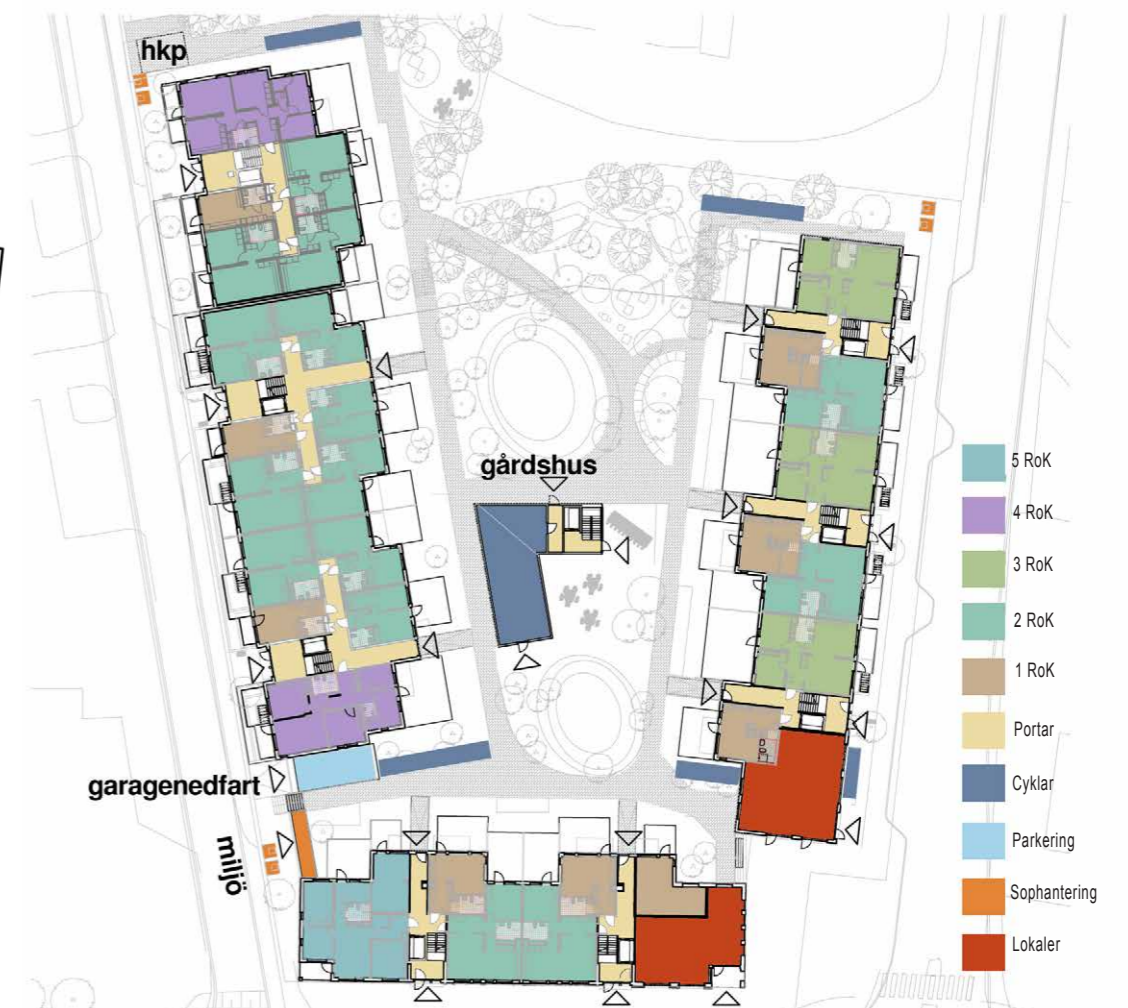 hkp
gårdshus
garagenedfart
miljö
5 RoK
4 RoK
3 RoK
2 RoK
1 RoK
Portar
Cyklar
Parkering
Sophantering
Lokaler